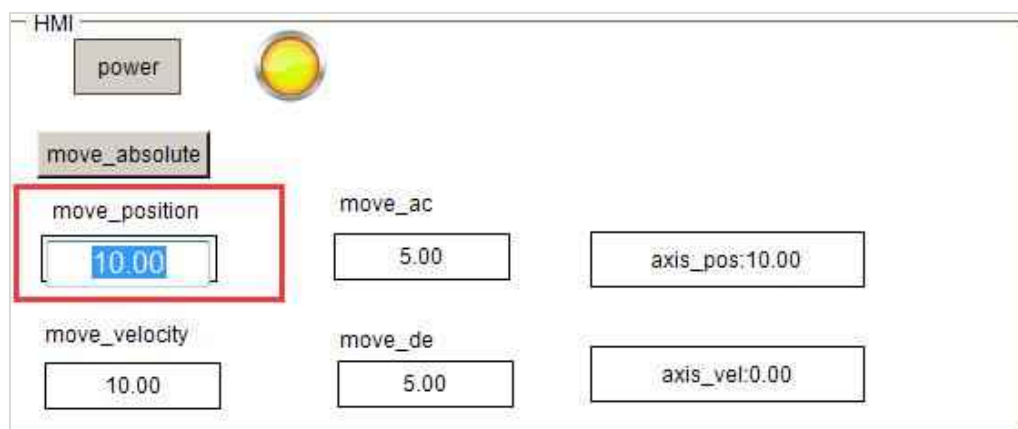 HMI
power
move_absolute
move_position
move_ac
10.00
5.00
axis_pos:10.00
move_velocity
move_de
10.00
5.00
axis_vel:0.00